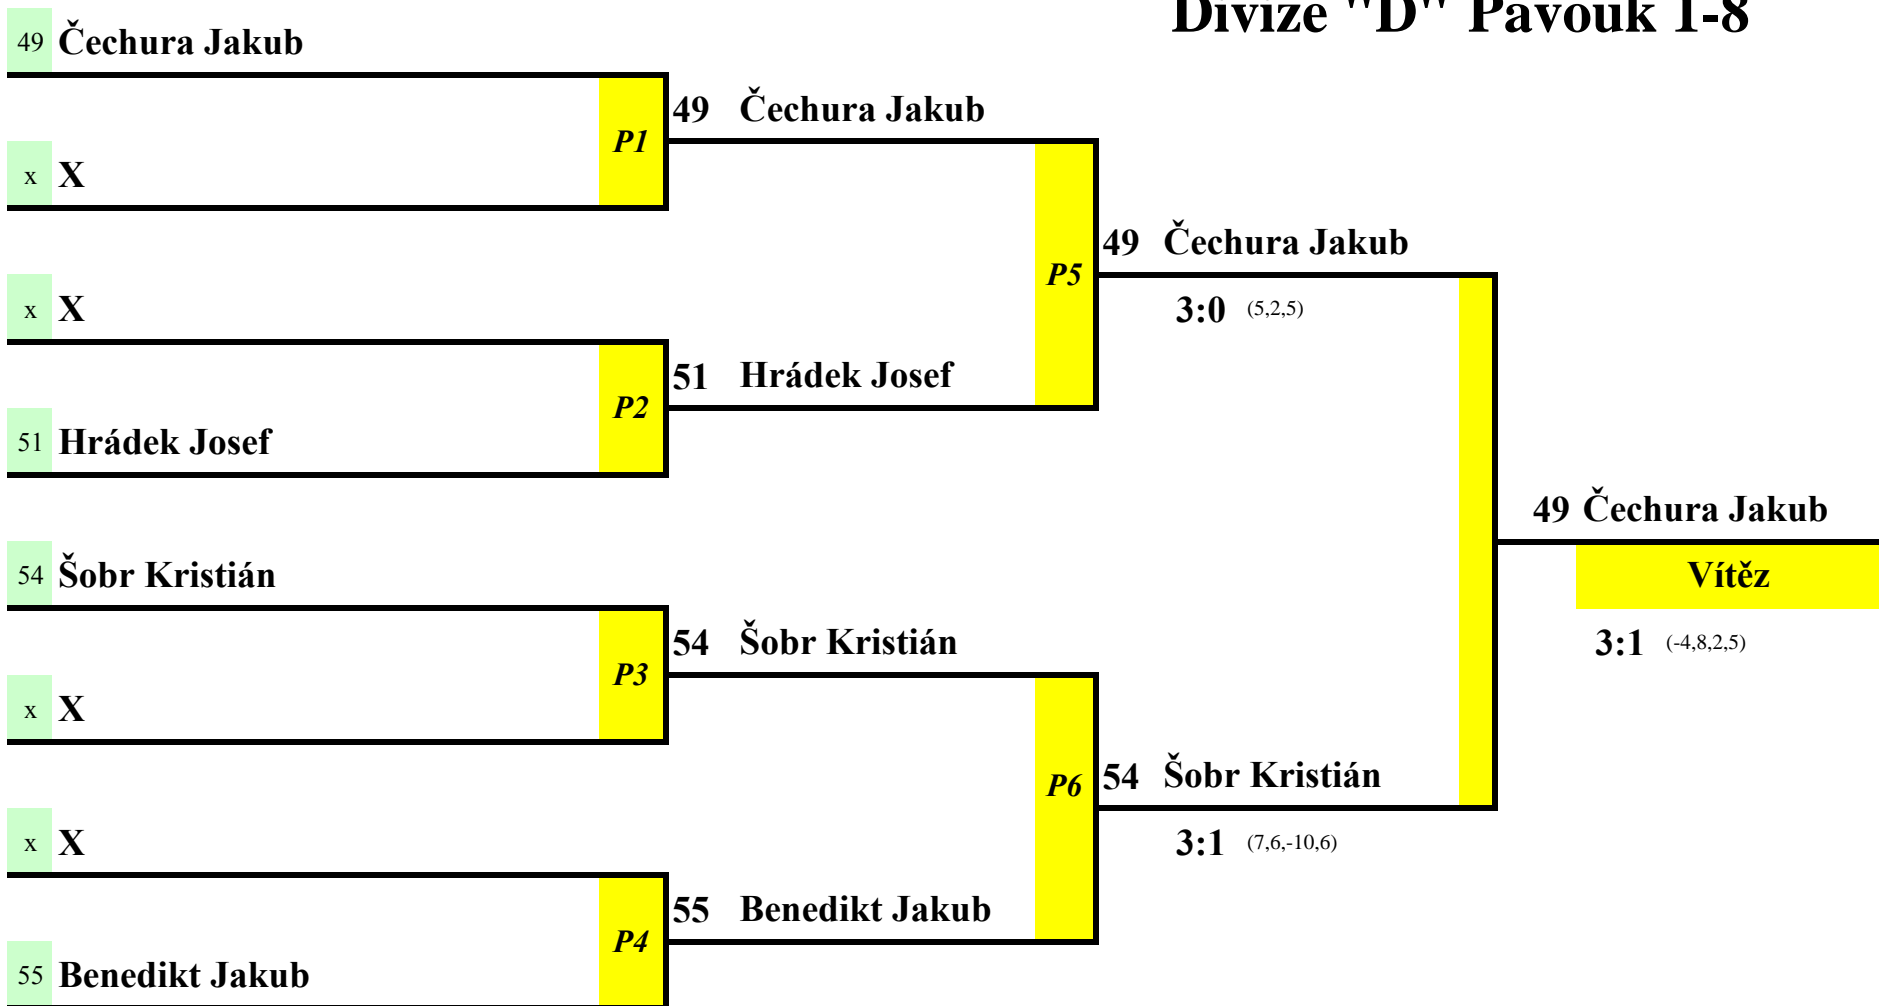 Divize "D" Pavouk 1-8
49 Čechura Jakub
49 Čechura Jakub
P1
x X
49 Čechura Jakub
P5
x X
3:0 (5,2,5)
51 Hrádek Josef
P2
51 Hrádek Josef
49 Čechura Jakub
54 Šobr Kristián
Vítěz
54 Šobr Kristián
3:1 (-4,8,2,5)
P3
x X
54 Šobr Kristián
P6
x X
3:1 (7,6,-10,6)
55 Benedikt Jakub
P4
55 Benedikt Jakub